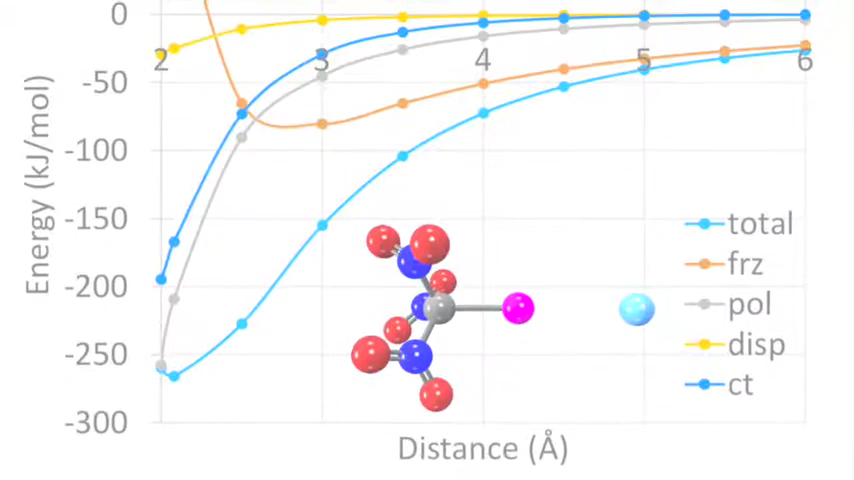 0
-50
-100
-150
-200
-250
-300
2
3
4
5
6
Energy (kJ/mol)
Distance (Å)
total
frz
pol
disp
ct